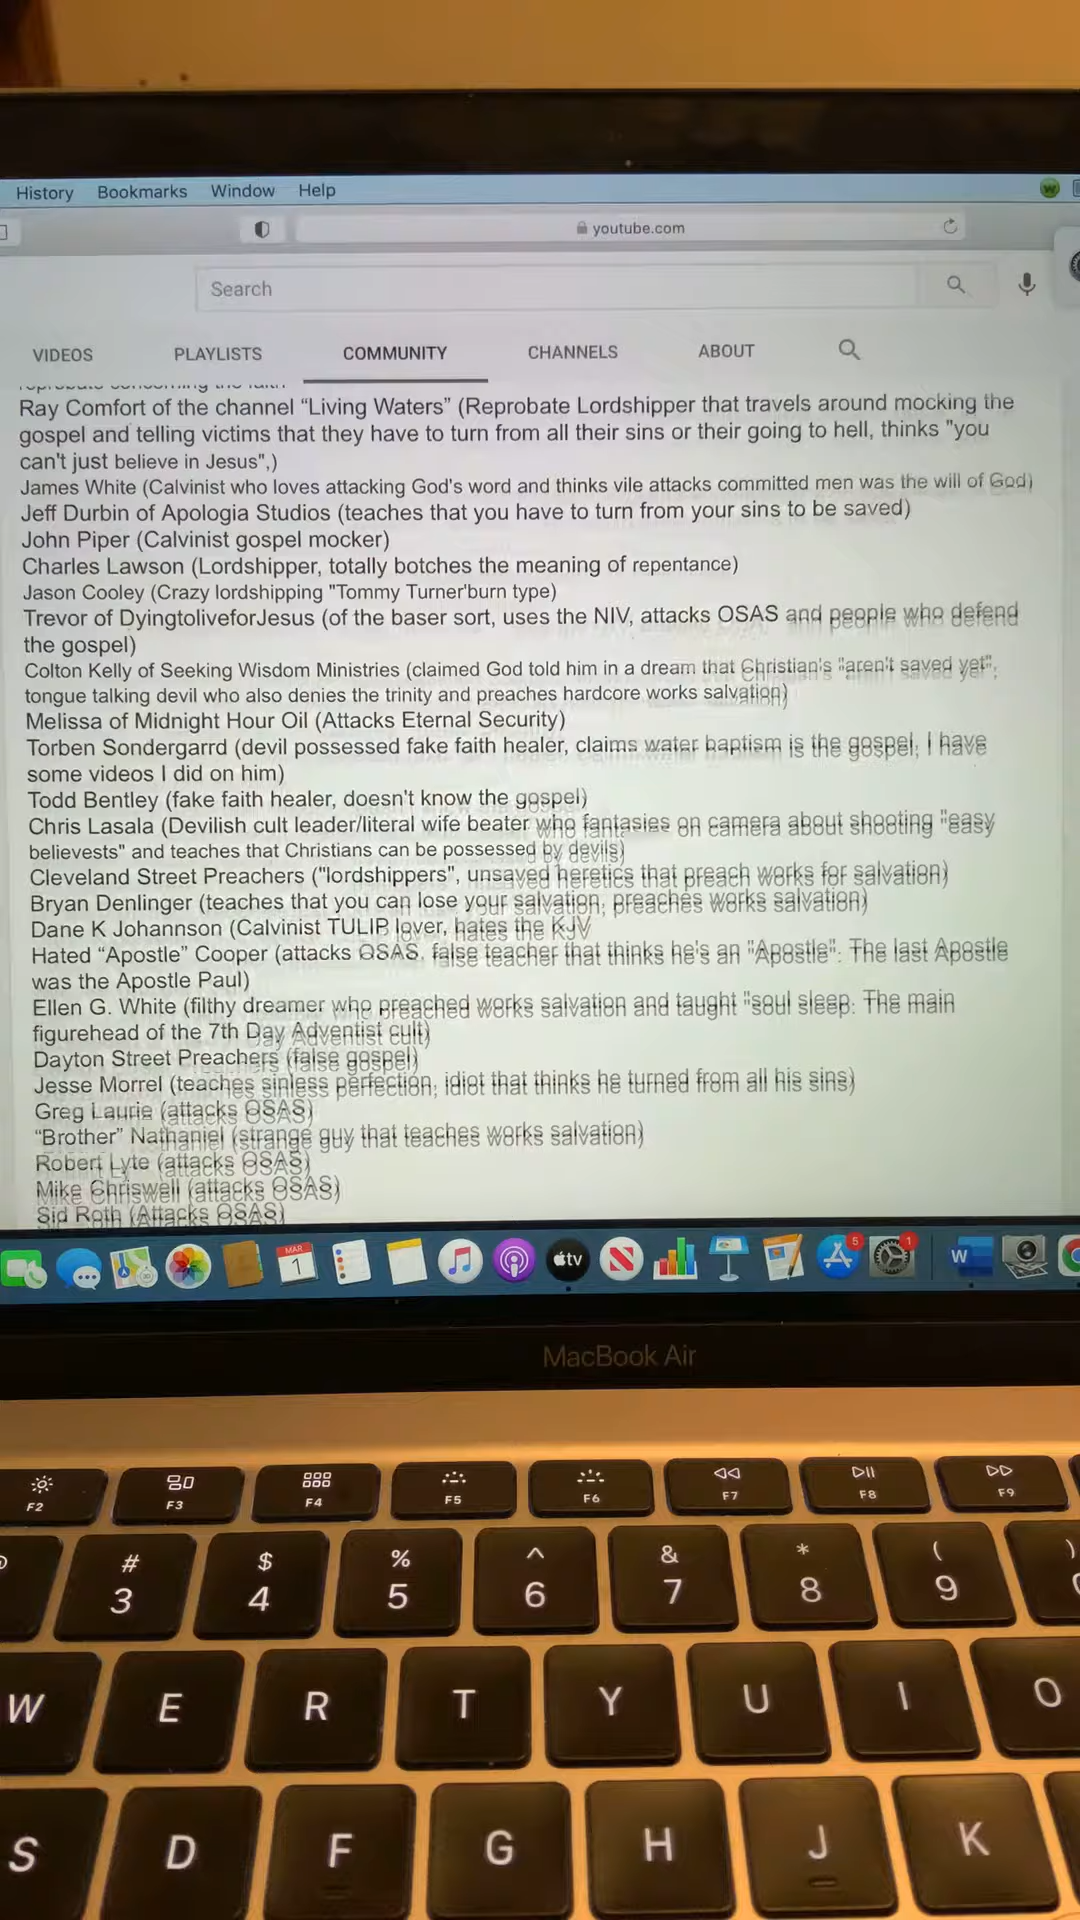 History Bookmarks Window Help
youtube.com
Search
VIDEOS PLAYLISTS COMMUNITY CHANNELS ABOUT
Ray Comfort of the channel “Living Waters” (Reprobate Lordshipper that travels around mocking the
gospel and telling victims that they have to turn from all their sins or their going to hell, thinks "you
can't just believe in Jesus",)
James White (Calvinist who loves attacking God's word and thinks vile attacks committed men was the will of God)
Jeff Durbin of Apologia Studios (teaches that you have to turn from your sins to be saved)
John Piper (Calvinist gospel mocker)
Charles Lawson (Lordshipper, totally botches the meaning of repentance)
Jason Cooley (Crazy lordshipping "Tommy Turner'burn type)
Trevor of DyingtoliveforJesus (of the baser sort, uses the NIV, attacks OSAS and people who defend
the gospel)
Colton Kelly of Seeking Wisdom Ministries (claimed God told him in a dream that Christian's "aren't saved yet",
tongue talking devil who also denies the trinity and preaches hardcore works salvation)
Melissa of Midnight Hour Oil (Attacks Eternal Security)
Torben Sondergarrd (devil possessed fake faith healer, claims water baptism is the gospel, I have
some videos I did on him)
Todd Bentley (fake faith healer, doesn't know the gospel)
Chris Lasala (Devilish cult leader/literal wife beater who fantasies on camera about shooting "easy
believests" and teaches that Christians can be possessed by devils)
Cleveland Street Preachers ("lordshippers", unsaved heretics that preach works for salvation)
Bryan Denlinger (teaches that you can lose your salvation, preaches works salvation)
Dane K Johannson (Calvinist TULIP lover, hates the KJV
Hated “Apostle” Cooper (attacks OSAS, false teacher that thinks he's an "Apostle". The last Apostle
was the Apostle Paul)
Ellen G. White (filthy dreamer who preached works salvation and taught "soul sleep. The main
figurehead of the 7th Day Adventist cult)
Dayton Street Preachers (false gospel)
Jesse Morrel (teaches sinless perfection, idiot that thinks he turned from all his sins)
Greg Laurie (attacks OSAS)
“Brother” Nathaniel (strange guy that teaches works salvation)
Robert Lyte (attacks OSAS)
Mike Chriswell (attacks OSAS)
Sid Roth (Attacks OSAS)
MAR
1
tv
5
1
W
MacBook Air
F2 F3 F4 F5 F6 F7 F8 F9
# $ % ^ & * ( )
3 4 5 6 7 8 9
W E R T Y U I O
S D F G H J K